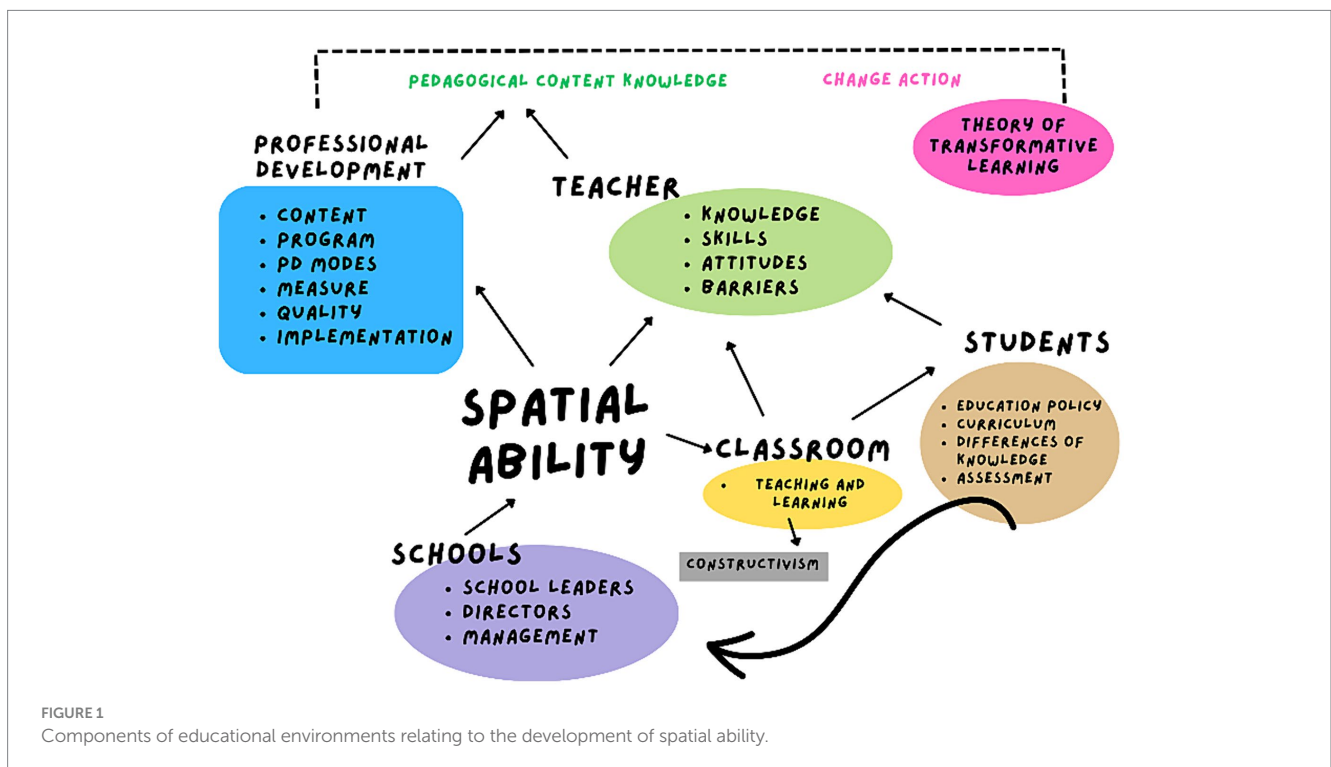 PEDAGOGICAL CONTENT KNOWLEDGE
CHANGE ACTION
THEORY OF
TRANSFORMATIVE
LEARNING
PROFESSIONAL
DEVELOPMENT
• CONTENT
• PROGRAM
• PD MODES
• MEASURE
• QUALITY
• IMPLEMENTATION
TEACHER
• KNOWLEDGE
• SKILLS
• ATTITUDES
• BARRIERS
STUDENTS
• EDUCATION POLICY
• CURRICULUM
• DIFFERENCES OF
KNOWLEDGE
• ASSESSMENT
SPATIAL
ABILITY
CLASSROOM
• TEACHING AND
LEARNING
CONSTRUCTIVISM
SCHOOLS
• SCHOOL LEADERS
• DIRECTORS
• MANAGEMENT
FIGURE 1
Components of educational environments relating to the development of spatial ability.